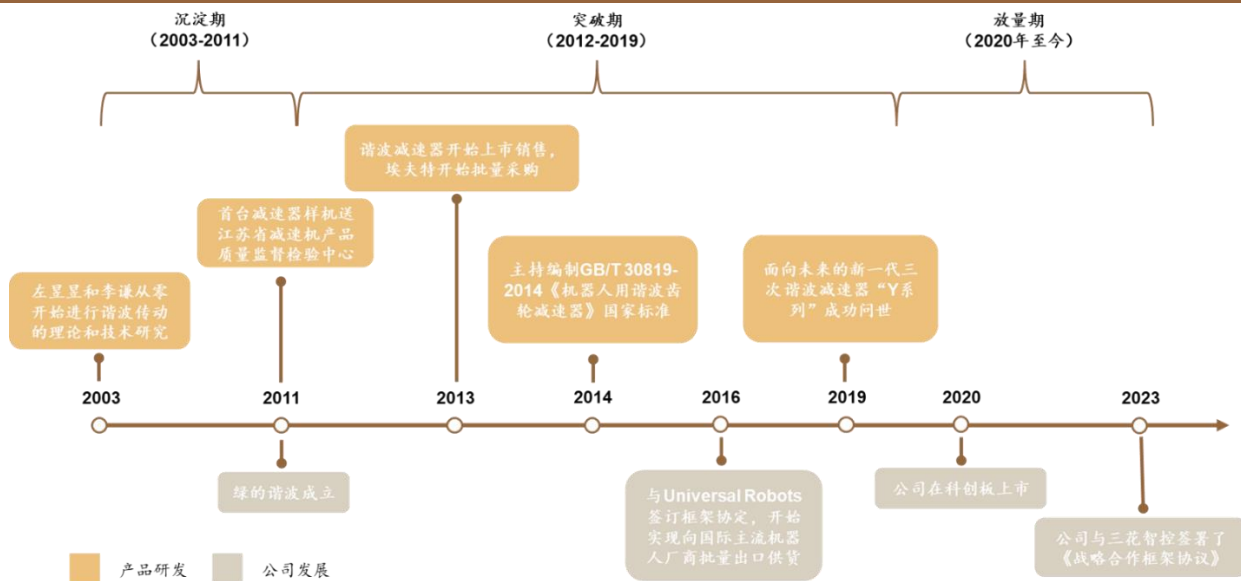 沉淀期
（2003-2011）
突破期
（2012-2019）
放量期
（2020年至今）
谐波减速器开始上市销售，
埃夫特开始批量采购
首台减速器样机送
江苏省减速机产品
质量监督检验中心
左昱昱和李谦从零
开始进行谐波传动
的理论和技术研究
主持编制GB/T 30819-
2014《机器人用谐波齿
轮减速器》国家标准
面向未来的新一代三
次谐波减速器“Y系
列”成功问世
2003
2011
2013
2014
2016
2019
2020
2023
绿的谐波成立
与Universal Robots
签订框架协定，开始
实现向国际主流机器
人厂商批量出口供货
公司在科创板上市
公司与三花智控签署了
《战略合作框架协议》
产品研发
公司发展